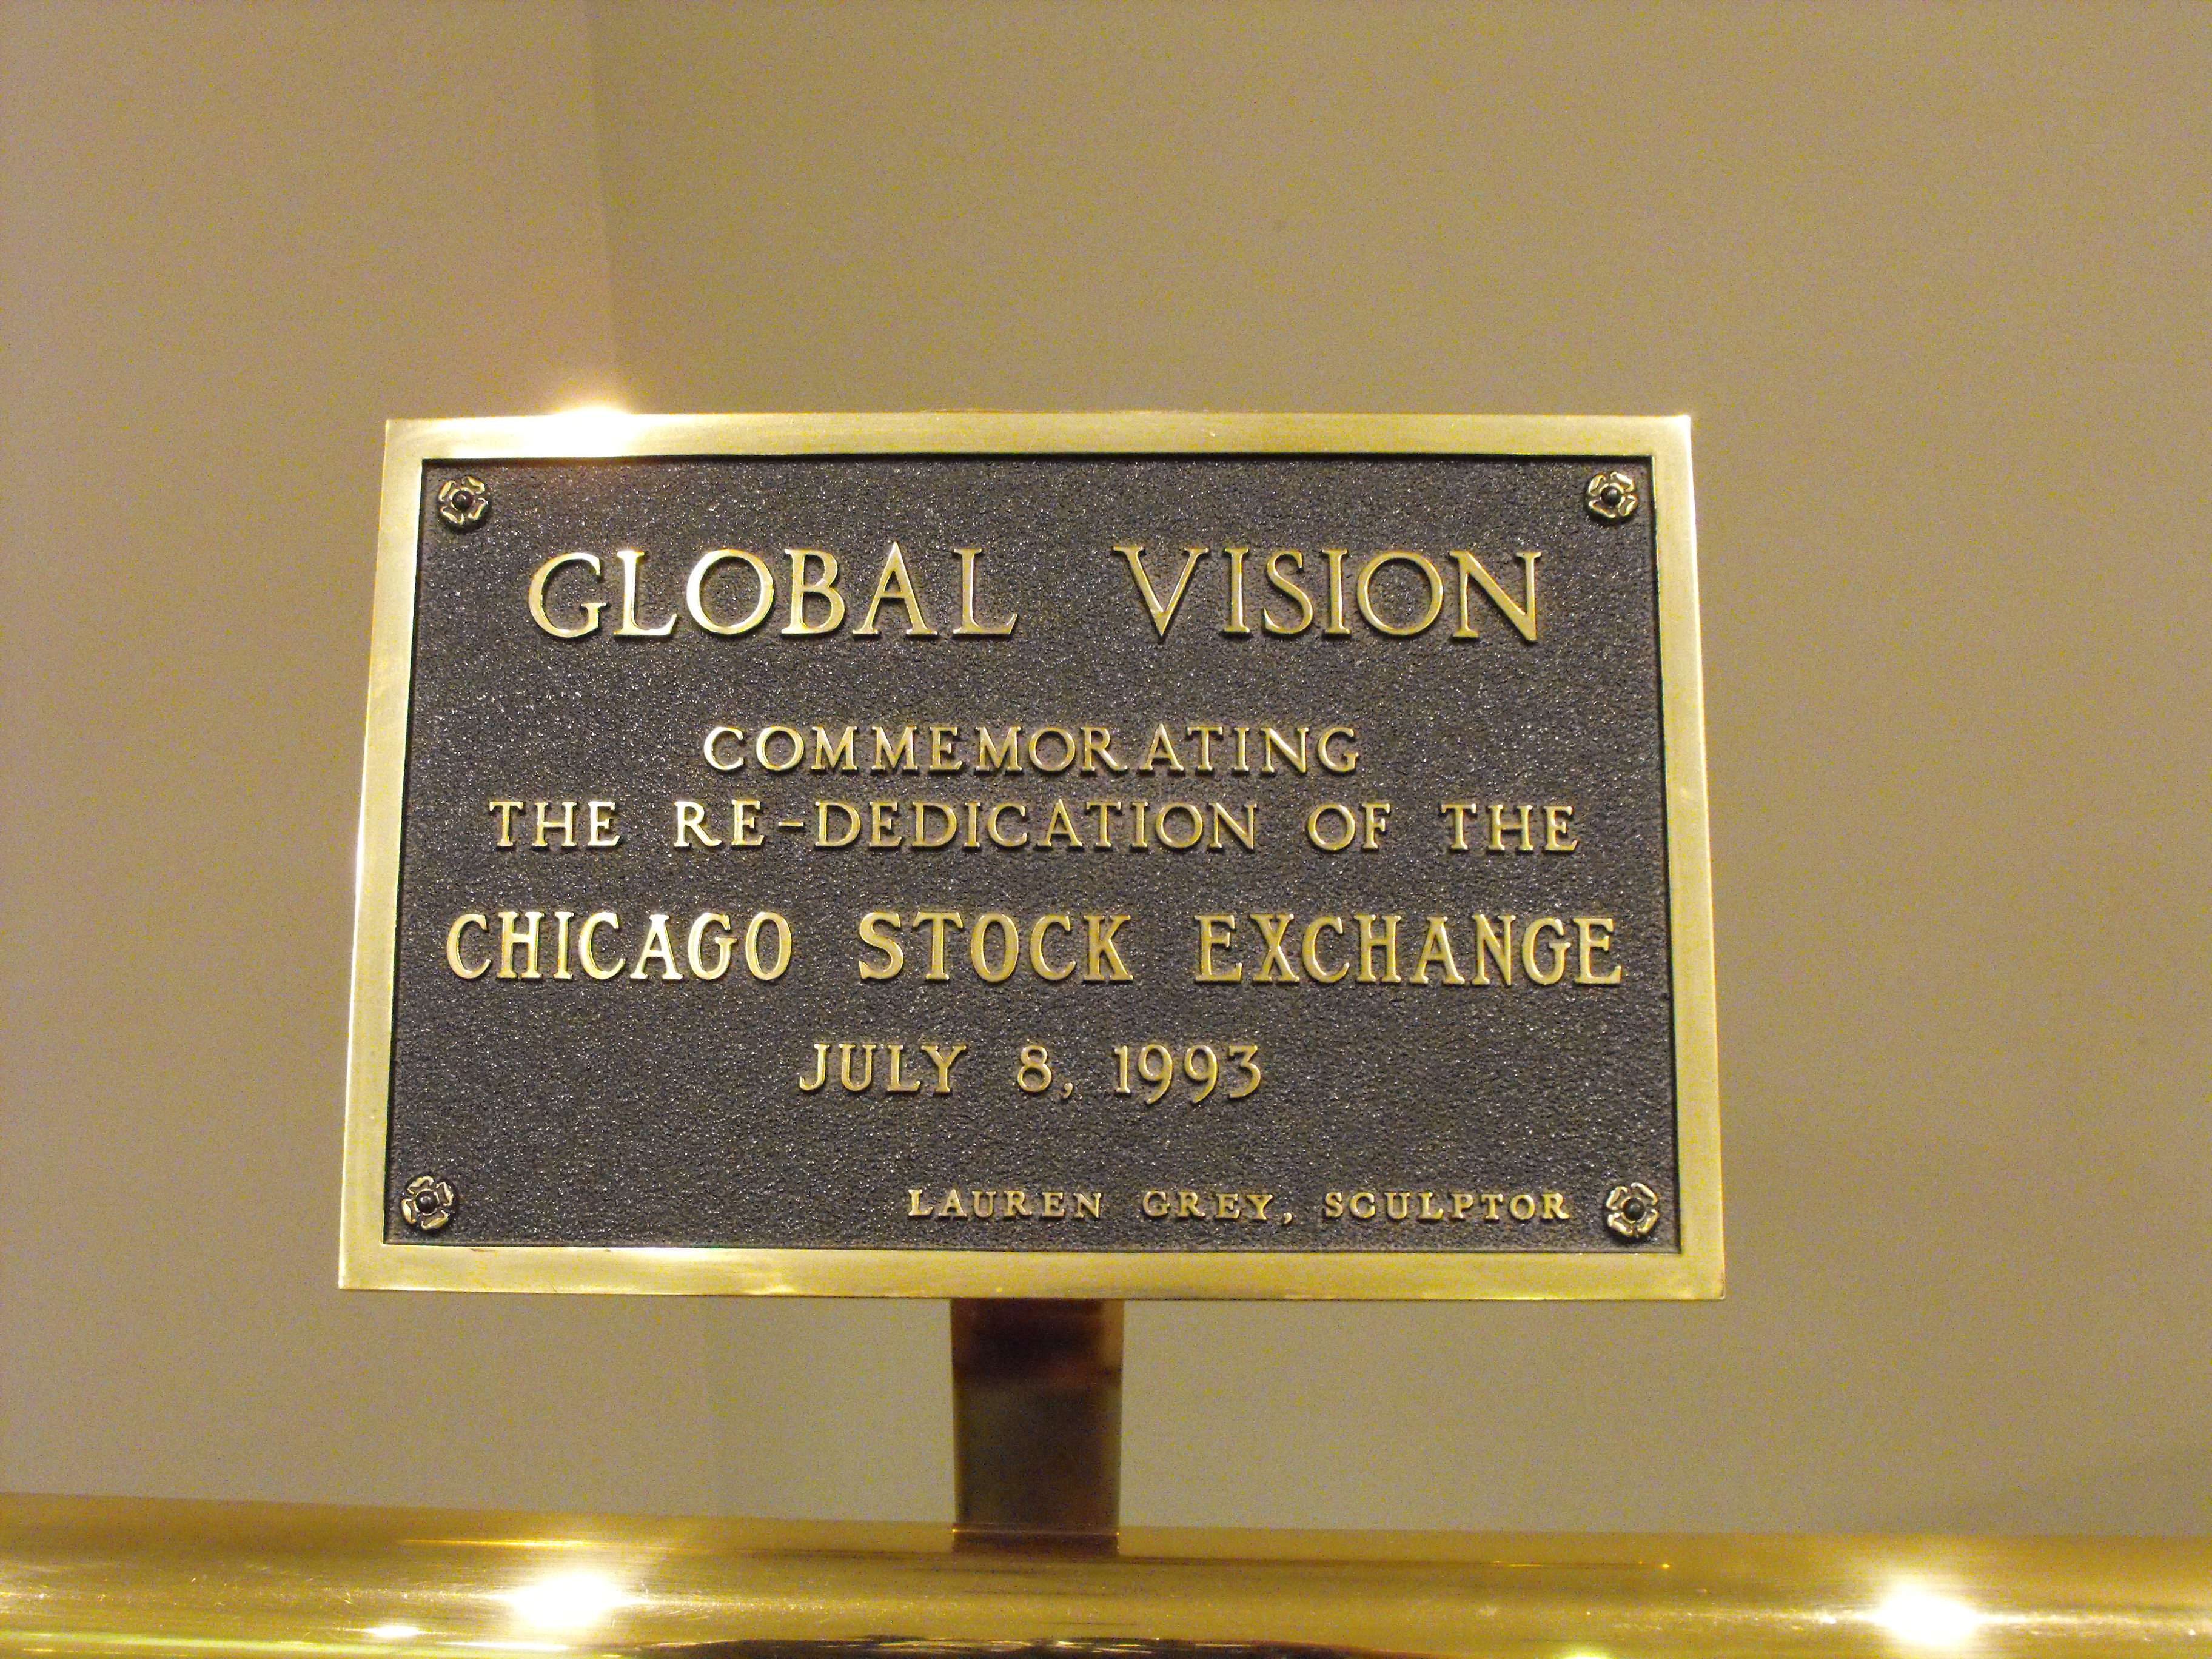 GLOBAL VISION
COMMEMORATING
THE RE-DEDICATION OF THE
CHICAGO STOCK EXCHANGE
JULY 8, 1993
LAUREN GREY, SCULPTOR